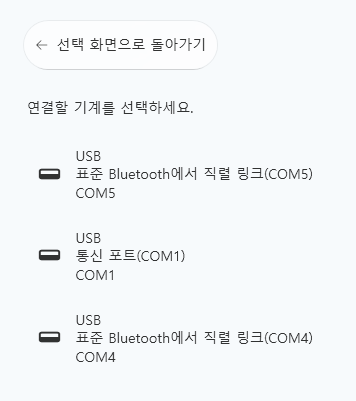 ← 선택 화면으로 돌아가기
연결할 기계를 선택하세요.
USB
표준 Bluetooth에서 직렬 링크(COM5)
COM5
USB
통신 포트(COM1)
COM1
USB
표준 Bluetooth에서 직렬 링크(COM4)
COM4